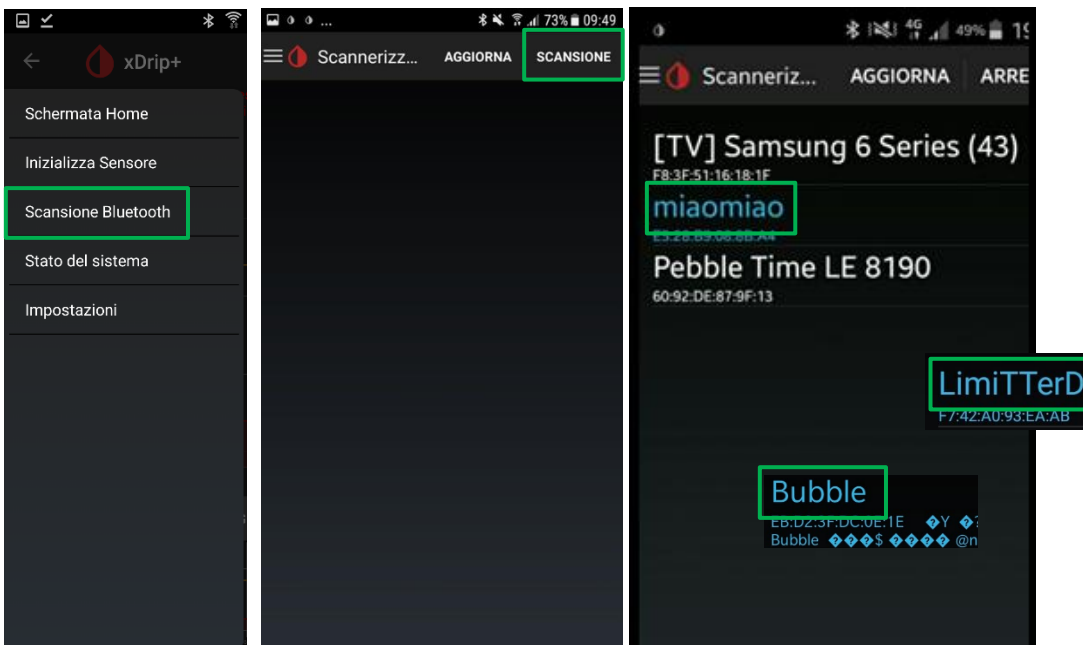 xDrip+
Schermata Home
Inizializza Sensore
Scansione Bluetooth
Stato del sistema
Impostazioni
... 73% 09:49
Scannerizz... AGGIORNA SCANSIONE
4G 49% 19
Scanneriz... AGGIORNA ARRE
[TV] Samsung 6 Series (43)
F8:3F:51:16:18:1F
miaomiao
Pebble Time LE 8190
60:92:DE:87:9F:13
LimiTTerD
F7:42:A0:93:EA:AB
Bubble
EB:D2:3F:DC:0E:1E �Y �?
Bubble ���$ ���� @n